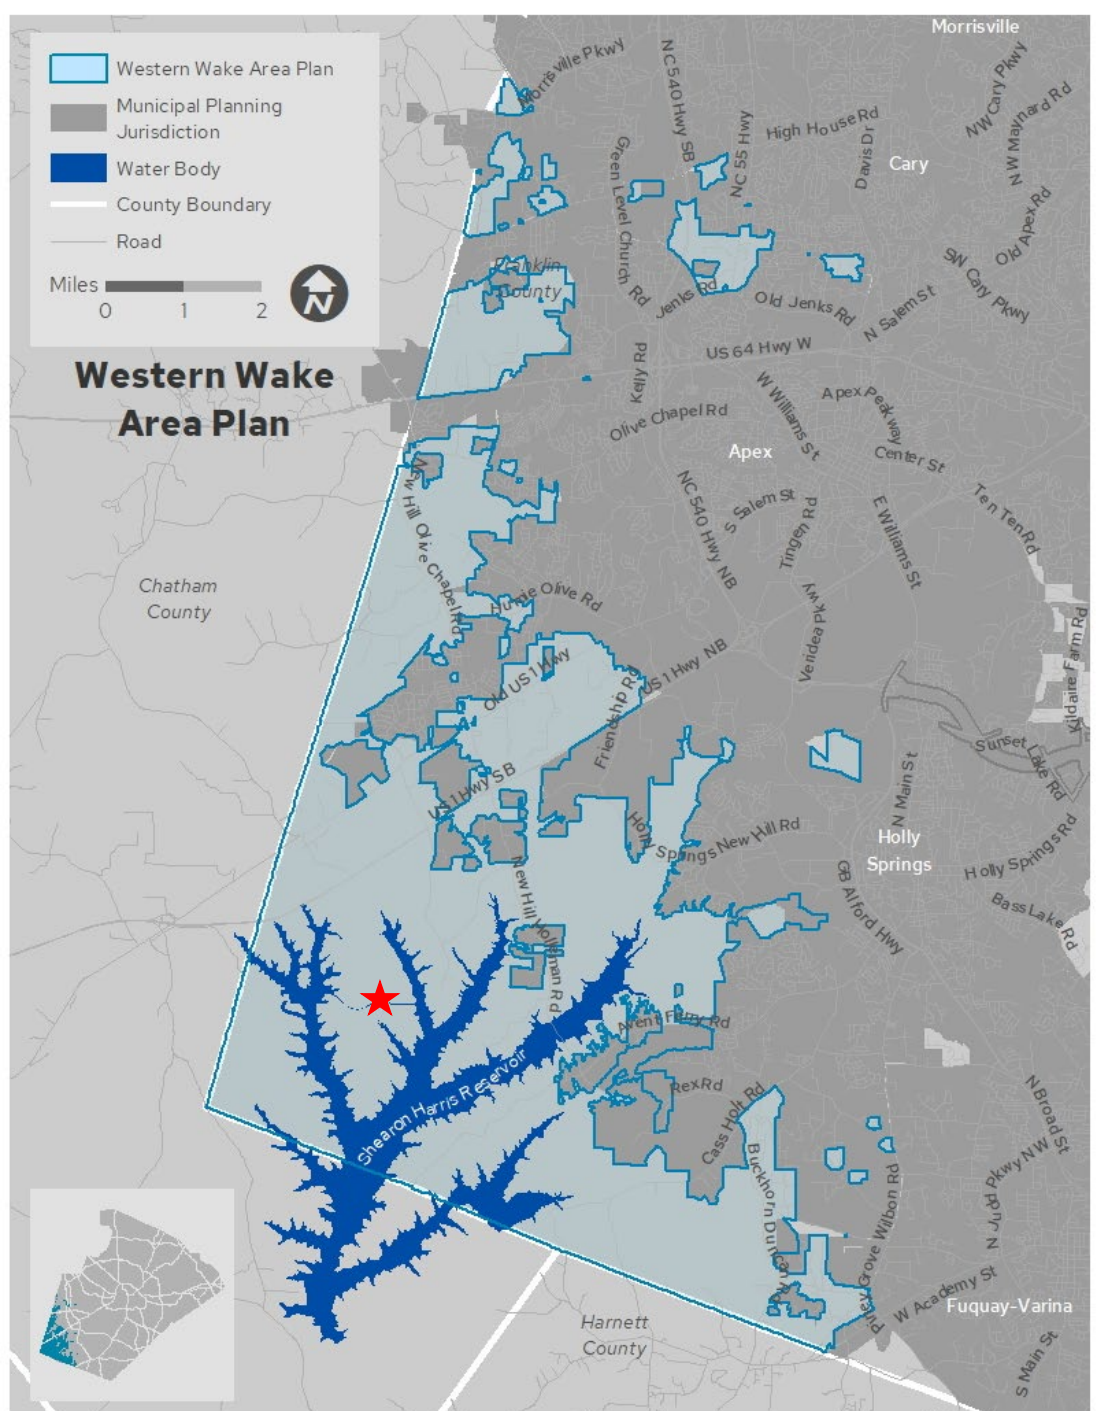 Western Wake Area Plan
Municipal Planning
Jurisdiction
Water Body
County Boundary
Road
Miles
0 1 2
N
Western Wake
Area Plan
Morrisville
Morrisville Pkwy
NC 540 Hwy SB
NC 55 Hwy
High House Rd
Davis Dr
NW Cary Pkwy
NW Maynard Rd
Cary
Green Level Church Rd
Old Apex Rd
SW Cary Pkwy
Franklin
County
Jenks Rd
Old Jenks Rd
N Salem St
US 64 Hwy W
Kelly Rd
W Williams St
Apex Peakway
Olive Chapel Rd
Apex
Center St
New Hill Olive Chapel Rd
NC 540 Hwy NB
S Salem St
Tingen Rd
E Williams St
Ten Ten Rd
Chatham
County
Humie Olive Rd
Veridea Pkwy
Kildaire Farm Rd
Old US 1 Hwy
Friendship Rd
US 1 Hwy NB
US 1 Hwy SB
Sunset Lake Rd
N Main St
Holly Springs New Hill Rd
Holly
Springs
Holly Springs Rd
GB Alford Hwy
Bass Lake Rd
New Hill Holleman Rd
Avent Ferry Rd
Shearon Harris Reservoir
Rex Rd
Cass Holt Rd
N Broad St
Buckhorn Duncan Rd
Piney Grove Wilbon Rd
N Judd Pkwy NW
W Academy St
Fuquay-Varina
Harnett
County
S Main St